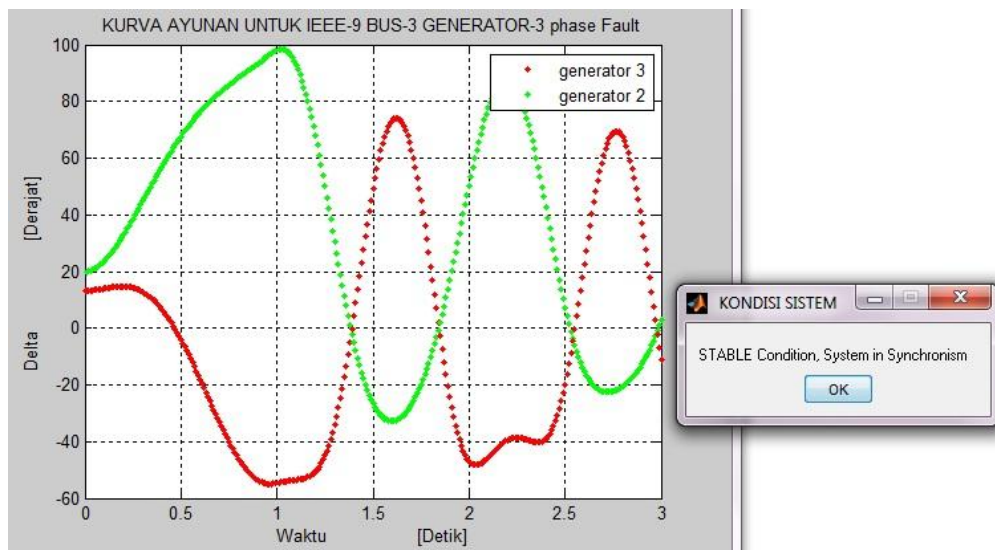 KURVA AYUNAN UNTUK IEEE-9 BUS-3 GENERATOR-3 phase Fault
100
80
60
40
20
0
-20
-40
-60
Delta [Derajat]
generator 3
generator 2
0 0.5 1 1.5 2 2.5 3
Waktu [Detik]
KONDISI SISTEM
STABLE Condition, System in Synchronism
OK